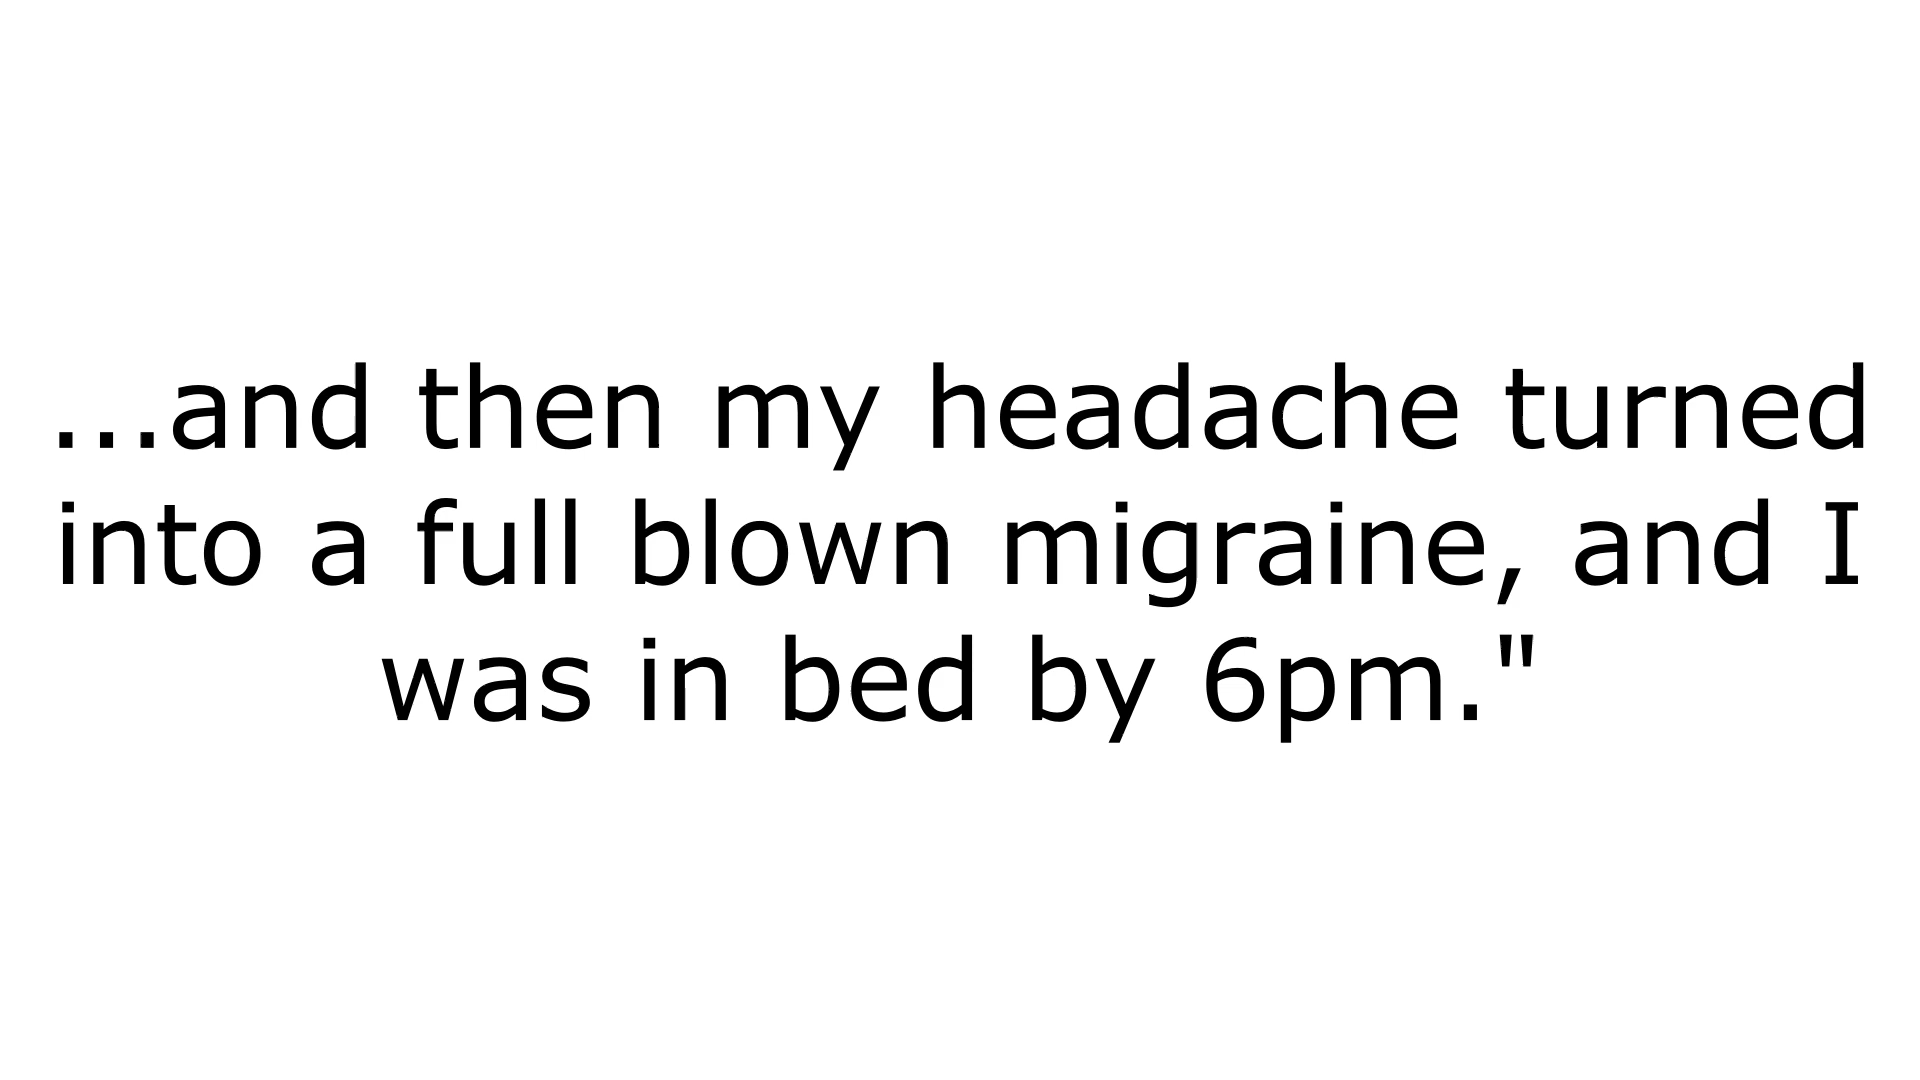 ...and then my headache turned
into a full blown migraine, and I
was in bed by 6pm."